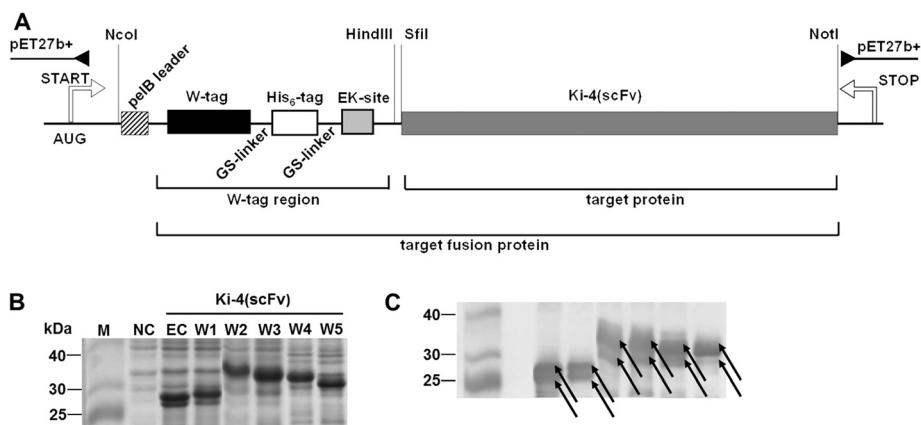 A
pET27b+
NcoI
HindIII
SfiI
NotI
pET27b+
START
pelB leader
W-tag
His6-tag
EK-site
Ki-4(scFv)
STOP
AUG
GS-linker
GS-linker
W-tag region
target protein
target fusion protein
B
Ki-4(scFv)
kDa M NC EC W1 W2 W3 W4 W5
40
30
25
C
40
30
25